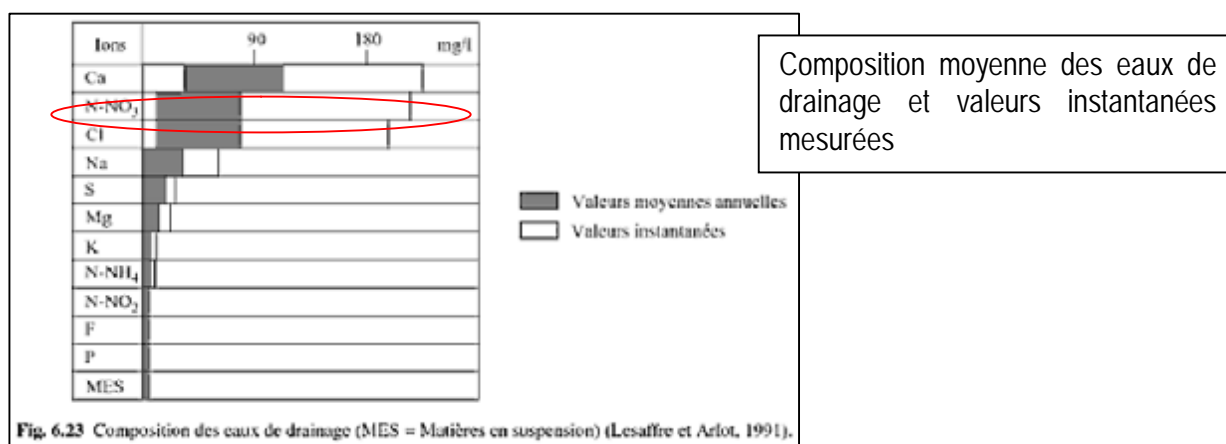 Ions 90 180 mg/l
Ca
N-NO3
Cl
Na
S
Mg
K
N-NH4
N-NO2
F
P
MES
Valeurs moyennes annuelles
Valeurs instantanées
Composition moyenne des eaux de
drainage et valeurs instantanées
mesurées
Fig. 6.23 Composition des eaux de drainage (MES = Matières en suspension) (Lesaffre et Arlot, 1991).